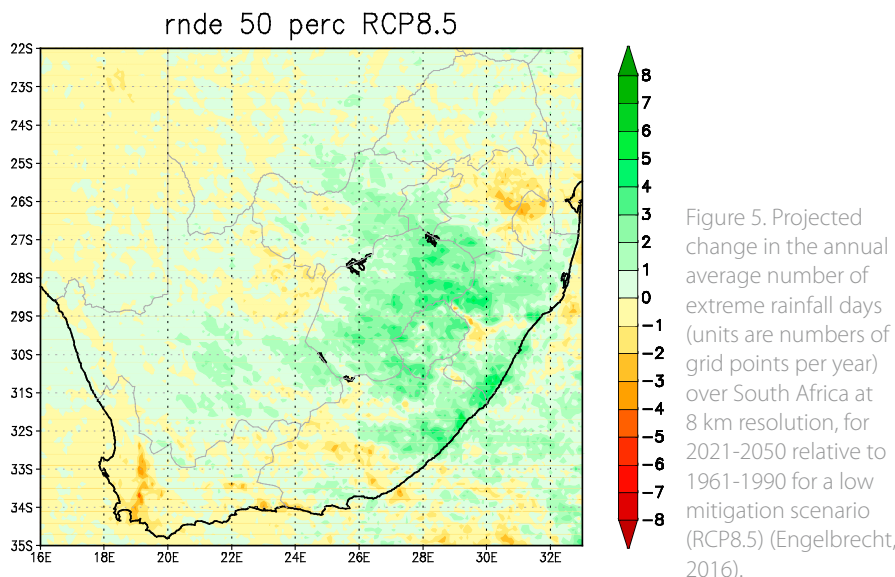 rnde 50 perc RCP8.5
22S
23S
24S
25S
26S
27S
28S
29S
30S
31S
32S
33S
34S
35S
16E 18E 20E 22E 24E 26E 28E 30E 32E
8
7
6
5
4
3
2
1
0
−1
−2
−3
−4
−5
−6
−7
−8
Figure 5. Projected
change in the annual
average number of
extreme rainfall days
(units are numbers of
grid points per year)
over South Africa at
8 km resolution, for
2021-2050 relative to
1961-1990 for a low
mitigation scenario
(RCP8.5) (Engelbrecht,
2016).